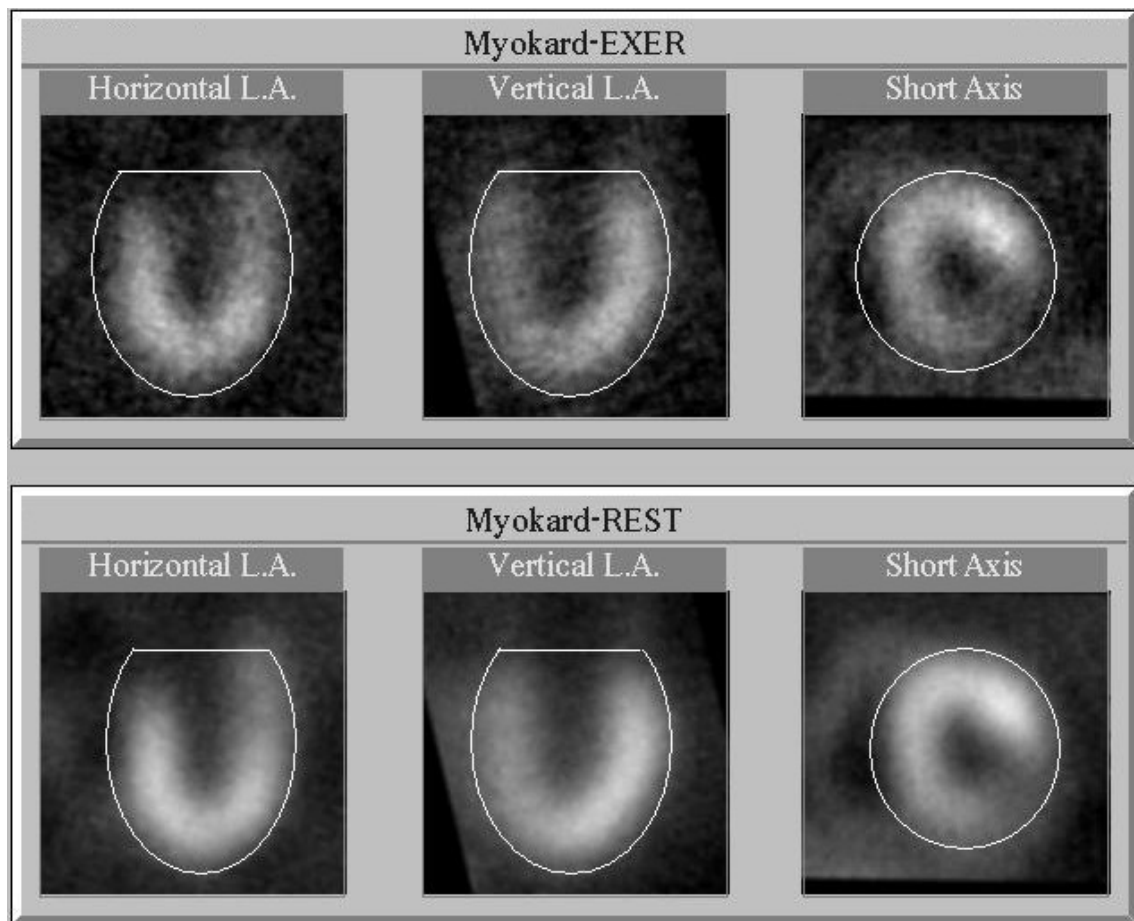 Myokard-EXER
Horizontal L.A. Vertical L.A. Short Axis
Myokard-REST
Horizontal L.A. Vertical L.A. Short Axis